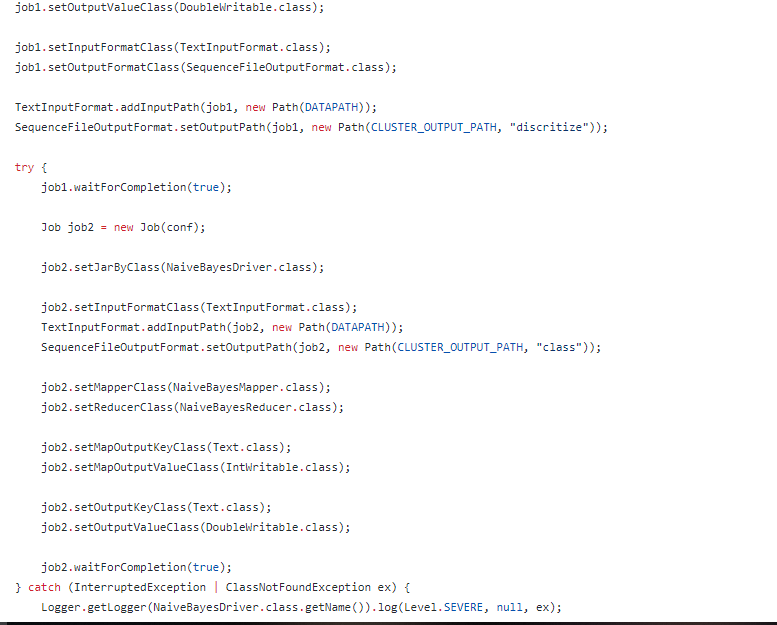 job1.setOutputValueClass(DoubleWritable.class);
job1.setInputFormatClass(TextInputFormat.class);
job1.setOutputFormatClass(SequenceFileOutputFormat.class);
TextInputFormat.addInputPath(job1, new Path(DATAPATH));
SequenceFileOutputFormat.setOutputPath(job1, new Path(CLUSTER_OUTPUT_PATH, "discritize"));
try {
job1.waitForCompletion(true);
Job job2 = new Job(conf);
job2.setJarByClass(NaiveBayesDriver.class);
job2.setInputFormatClass(TextInputFormat.class);
TextInputFormat.addInputPath(job2, new Path(DATAPATH));
SequenceFileOutputFormat.setOutputPath(job2, new Path(CLUSTER_OUTPUT_PATH, "class"));
job2.setMapperClass(NaiveBayesMapper.class);
job2.setReducerClass(NaiveBayesReducer.class);
job2.setMapOutputKeyClass(Text.class);
job2.setMapOutputValueClass(IntWritable.class);
job2.setOutputKeyClass(Text.class);
job2.setOutputValueClass(DoubleWritable.class);
job2.waitForCompletion(true);
} catch (InterruptedException | ClassNotFoundException ex) {
Logger.getLogger(NaiveBayesDriver.class.getName()).log(Level.SEVERE, null, ex);